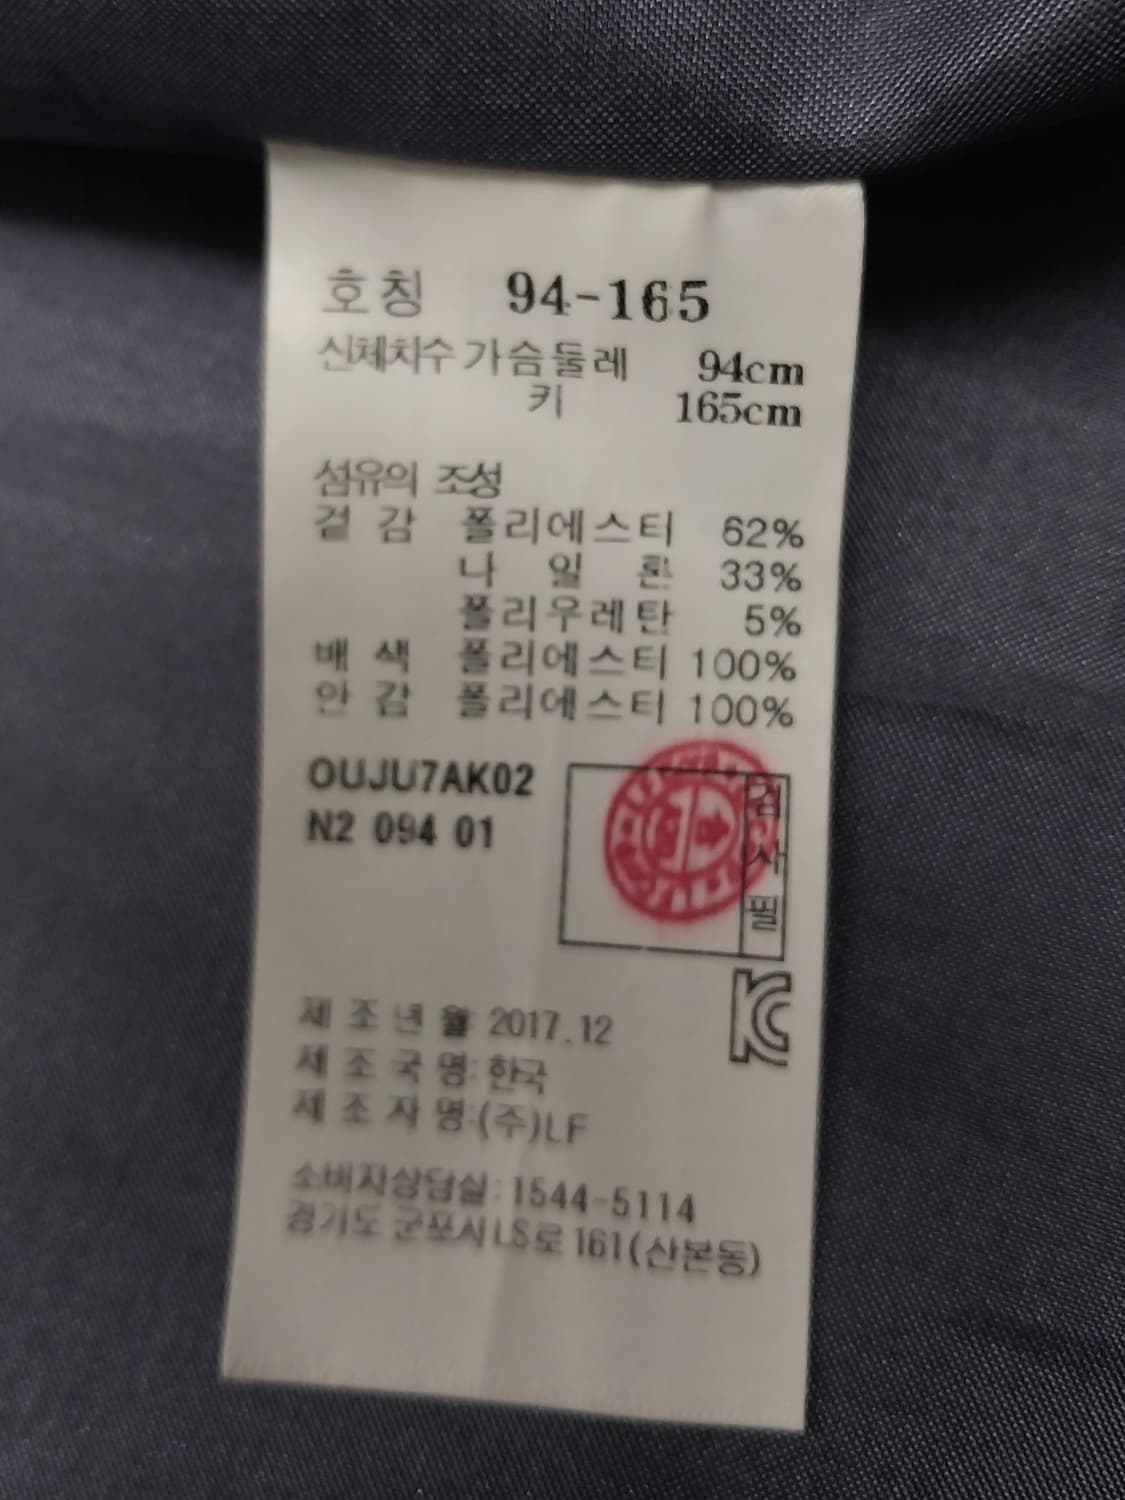 호칭 94-165
신체치수 가슴둘레 94cm
키 165cm
섬유의 조성
겉 감 폴리에스터 62%
나 일 론 33%
폴리우레탄 5%
배 색 폴리에스터 100%
안 감 폴리에스터 100%
OUJU7AK02
N2 094 01
검사필
KC
제 조 년 월 2017.12
제 조 국 명:한국
제 조 자 명:(주)LF
소비자상담실:1544-5114
경기도 군포시 LS로 161(산본동)